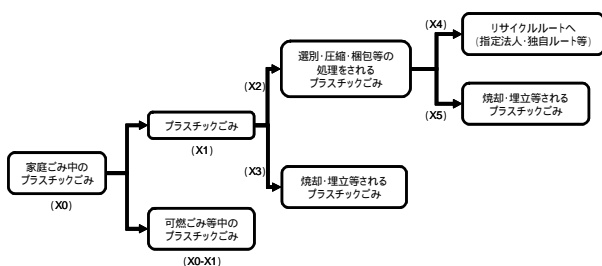 (X4)
リサイクルルートへ
(指定法人・独自ルート等)
選別・圧縮・梱包等の
処理をされる
プラスチックごみ
(X2)
(X5)
焼却・埋立等される
プラスチックごみ
プラスチックごみ
(X1)
(X3)
家庭ごみ中の
プラスチックごみ
(X0)
焼却・埋立等される
プラスチックごみ
可燃ごみ等中の
プラスチックごみ
(X0-X1)